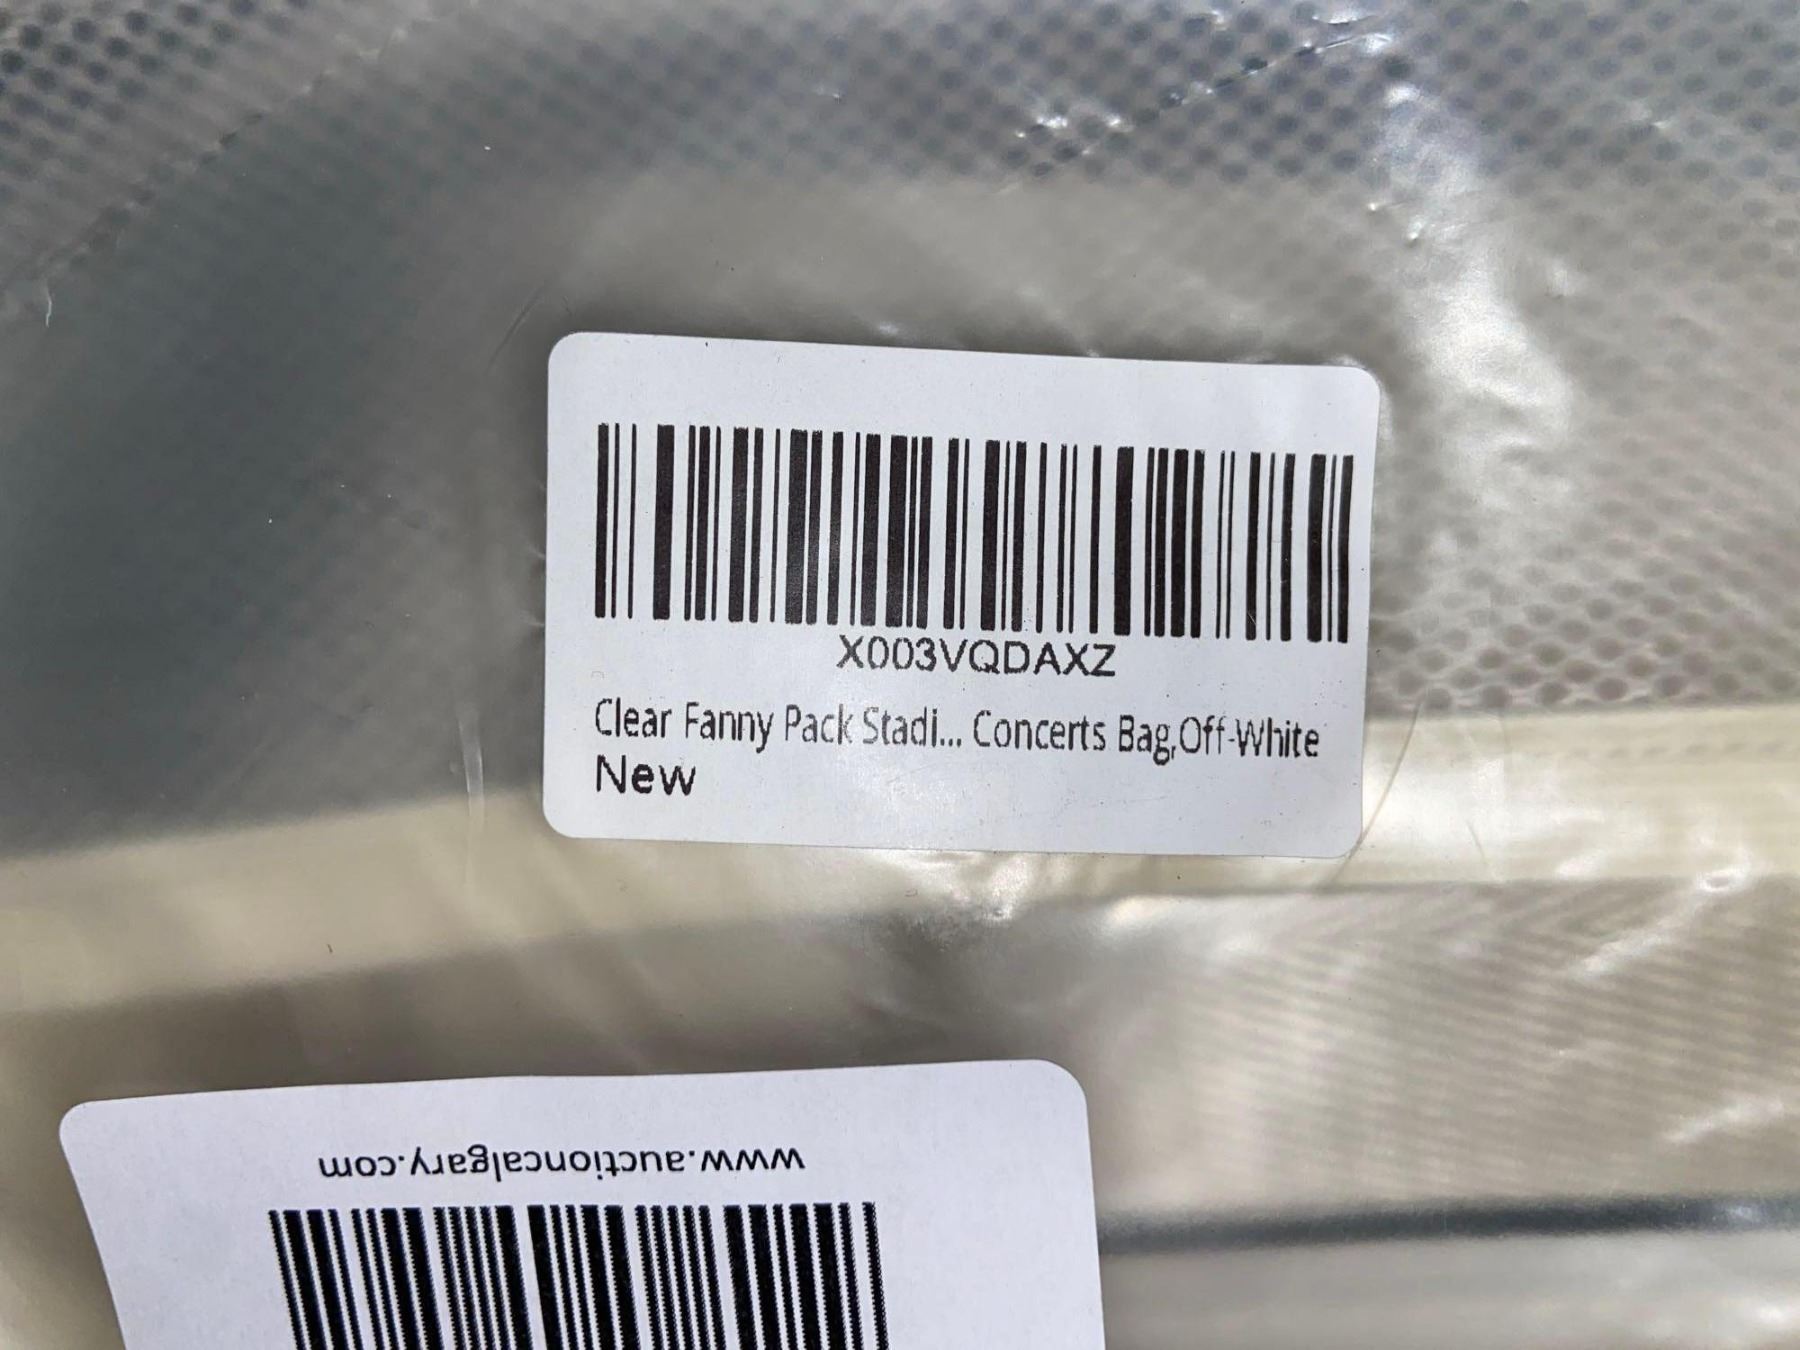 X003VQDAXZ
Clear Fanny Pack Stadi... Concerts Bag,Off-White
New
www.auctioncalgary.com